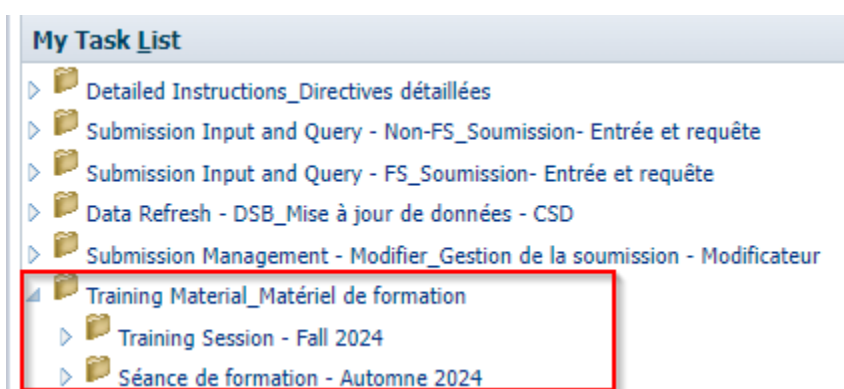 My Task List
Detailed Instructions_Directives détaillées
Submission Input and Query - Non-FS_Soumission- Entrée et requête
Submission Input and Query - FS_Soumission- Entrée et requête
Data Refresh - DSB_Mise à jour de données - CSD
Submission Management - Modifier_Gestion de la soumission - Modificateur
Training Material_Matériel de formation
Training Session - Fall 2024
Séance de formation - Automne 2024